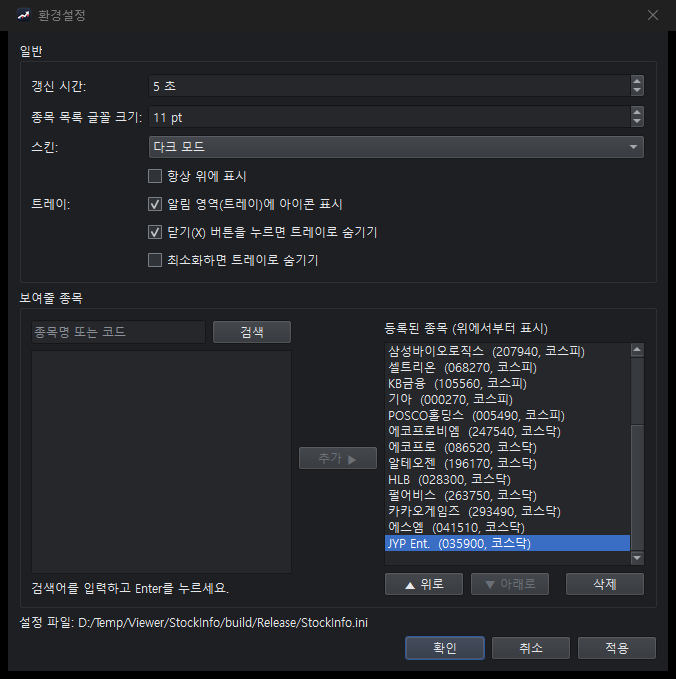 환경설정
일반
갱신 시간:
5 초
종목 목록 글꼴 크기:
11 pt
스킨:
다크 모드
항상 위에 표시
트레이:
알림 영역(트레이)에 아이콘 표시
닫기(X) 버튼을 누르면 트레이로 숨기기
최소화하면 트레이로 숨기기
보여줄 종목
종목명 또는 코드
검색
검색어를 입력하고 Enter를 누르세요.
추가 ▶
등록된 종목 (위에서부터 표시)
삼성바이오로직스 (207940, 코스피)
셀트리온 (068270, 코스피)
KB금융 (105560, 코스피)
기아 (000270, 코스피)
POSCO홀딩스 (005490, 코스피)
에코프로비엠 (247540, 코스닥)
에코프로 (086520, 코스닥)
알테오젠 (196170, 코스닥)
HLB (028300, 코스닥)
펄어비스 (263750, 코스닥)
카카오게임즈 (293490, 코스닥)
에스엠 (041510, 코스닥)
JYP Ent. (035900, 코스닥)
▲ 위로
▼ 아래로
삭제
설정 파일: D:/Temp/Viewer/StockInfo/build/Release/StockInfo.ini
확인
취소
적용